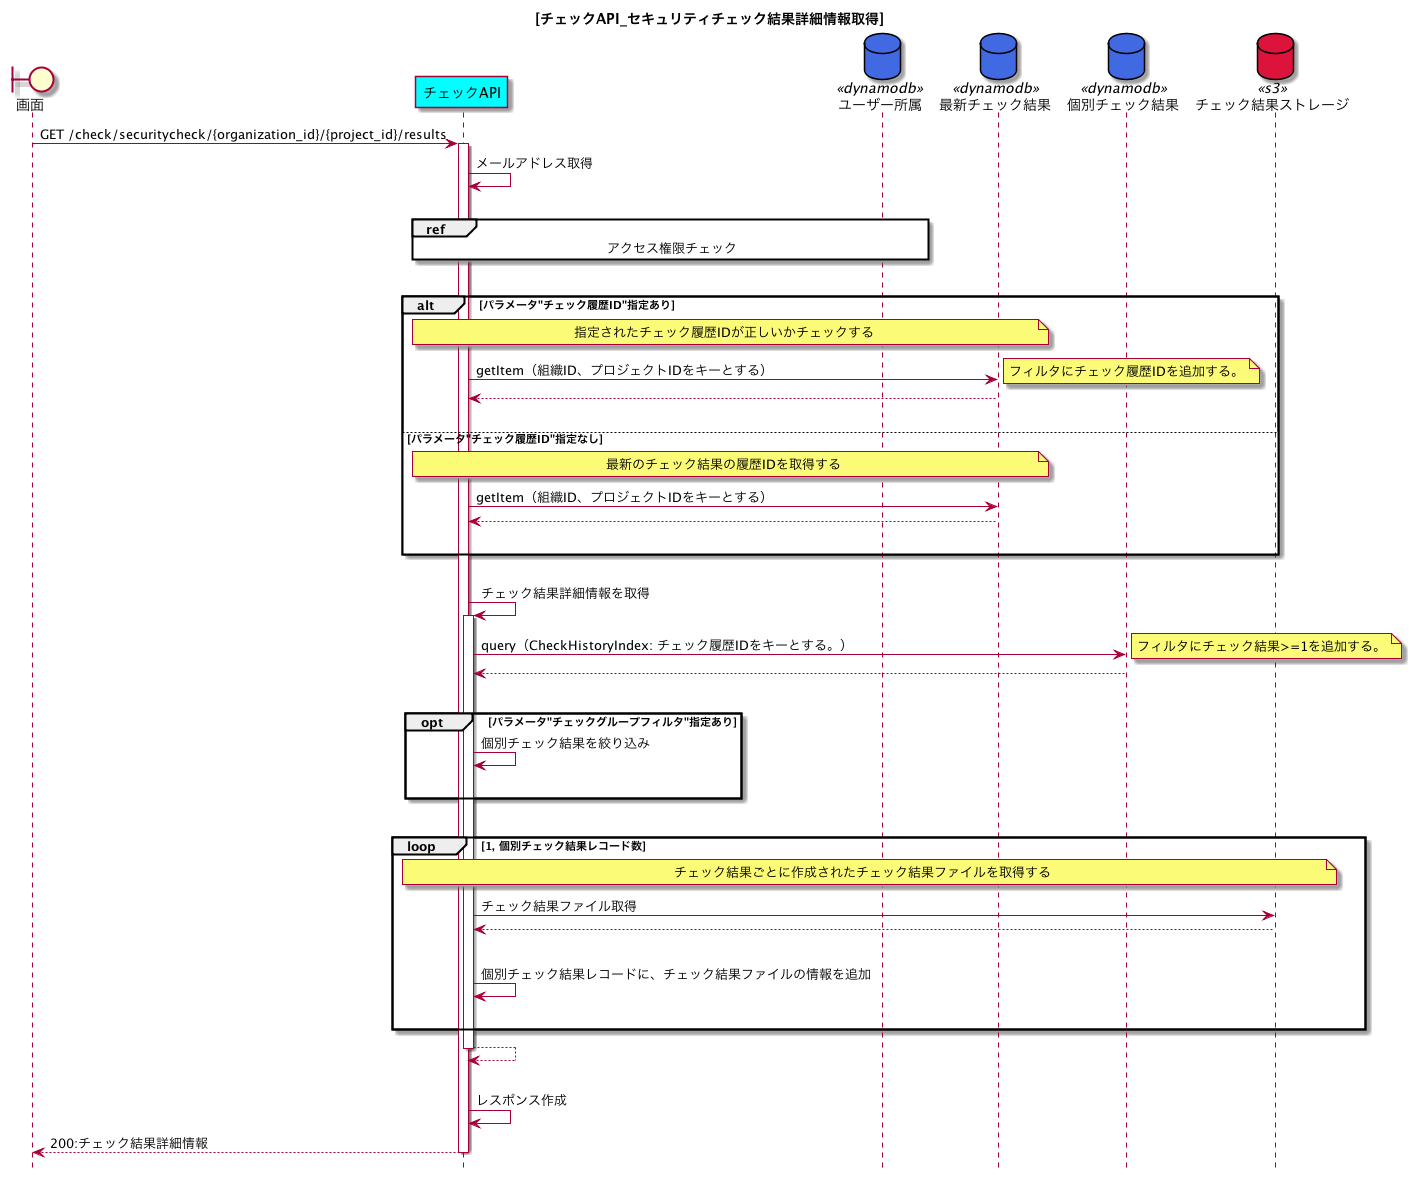 [チェックAPI_セキュリティチェック結果詳細情報取得]
画面
チェックAPI
«dynamodb»
ユーザー所属
«dynamodb»
最新チェック結果
«dynamodb»
個別チェック結果
«s3»
チェック結果ストレージ
GET /check/securitycheck/{organization_id}/{project_id}/results
メールアドレス取得
ref
アクセス権限チェック
alt
[パラメータ"チェック履歴ID"指定あり]
指定されたチェック履歴IDが正しいかチェックする
getItem（組織ID、プロジェクトIDをキーとする）
フィルタにチェック履歴IDを追加する。
[パラメータ"チェック履歴ID"指定なし]
最新のチェック結果の履歴IDを取得する
getItem（組織ID、プロジェクトIDをキーとする）
チェック結果詳細情報を取得
query（CheckHistoryIndex: チェック履歴IDをキーとする。）
フィルタにチェック結果>=1を追加する。
opt
[パラメータ"チェックグループフィルタ"指定あり]
個別チェック結果を絞り込み
loop
[1, 個別チェック結果レコード数]
チェック結果ごとに作成されたチェック結果ファイルを取得する
チェック結果ファイル取得
個別チェック結果レコードに、チェック結果ファイルの情報を追加
レスポンス作成
200:チェック結果詳細情報